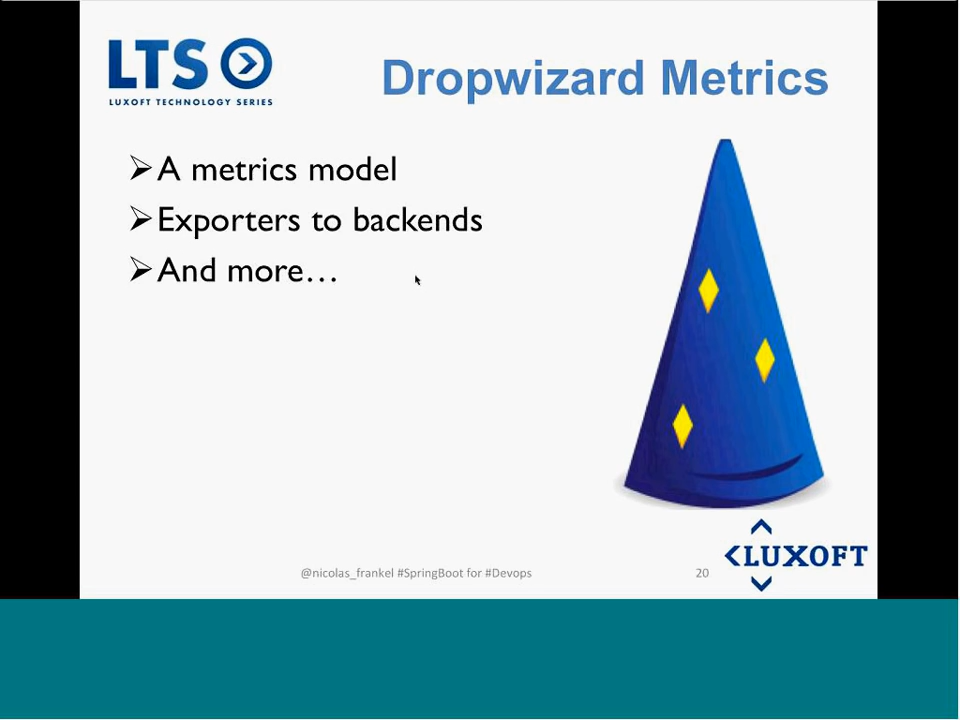 LTS
LUXOFT TECHNOLOGY SERIES
Dropwizard Metrics
A metrics model
Exporters to backends
And more…
@nicolas_frankel #SpringBoot for #Devops
20
LUXOFT